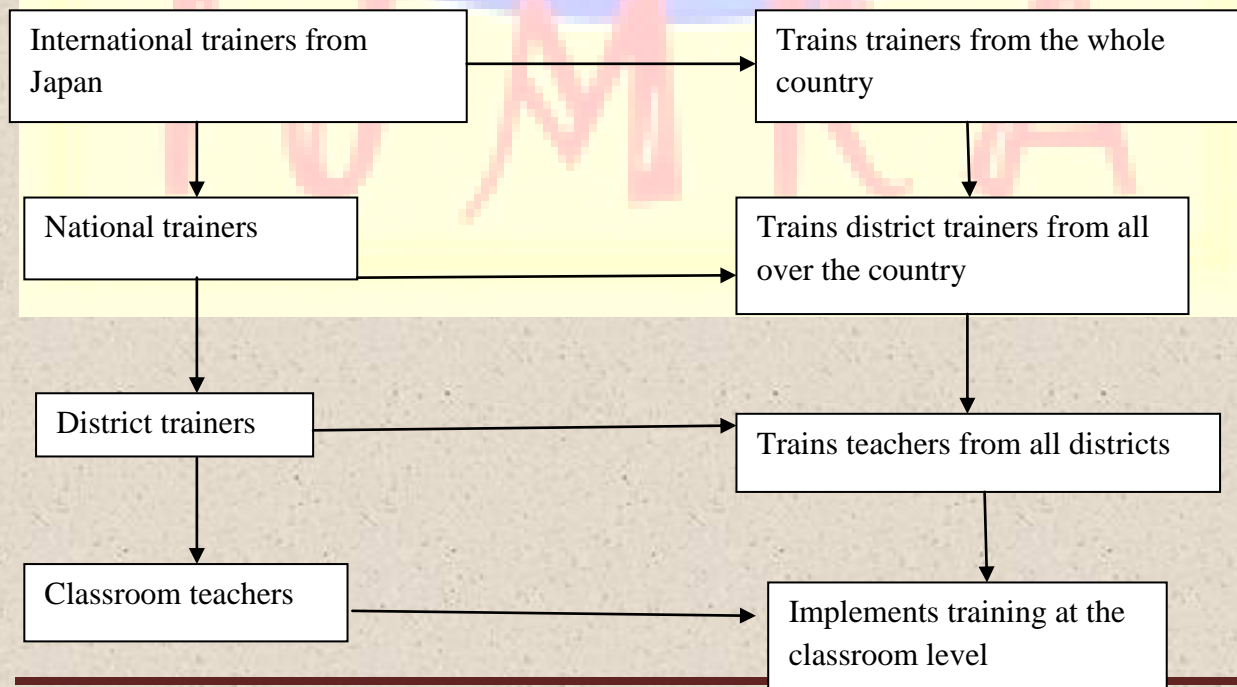 International trainers from
Japan
Trains trainers from the whole
country
National trainers
Trains district trainers from all
over the country
District trainers
Trains teachers from all districts
Classroom teachers
Implements training at the
classroom level